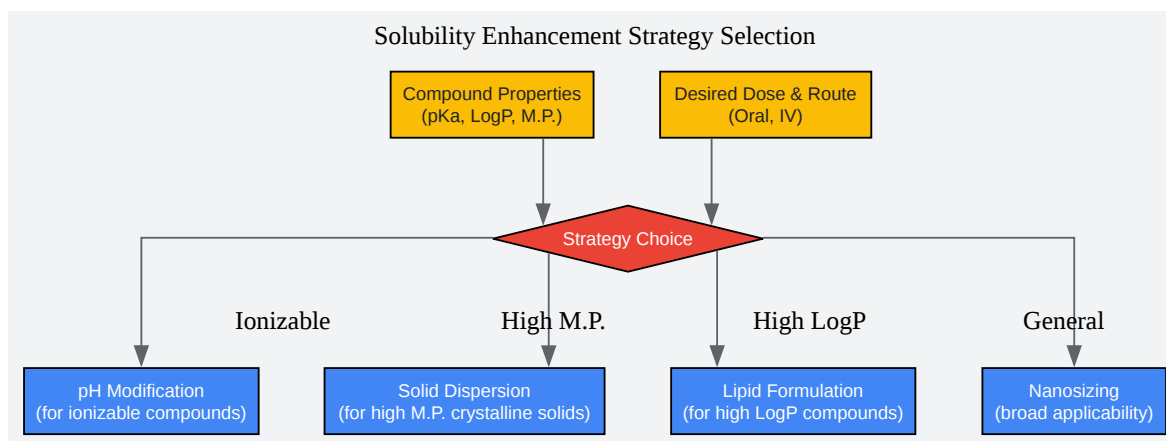 Solubility Enhancement Strategy Selection
Compound Properties
(pKa, LogP, M.P.)
Desired Dose & Route
(Oral, IV)
Strategy Choice
Ionizable
High M.P.
High LogP
General
pH Modification
(for ionizable compounds)
Solid Dispersion
(for high M.P. crystalline solids)
Lipid Formulation
(for high LogP compounds)
Nanosizing
(broad applicability)